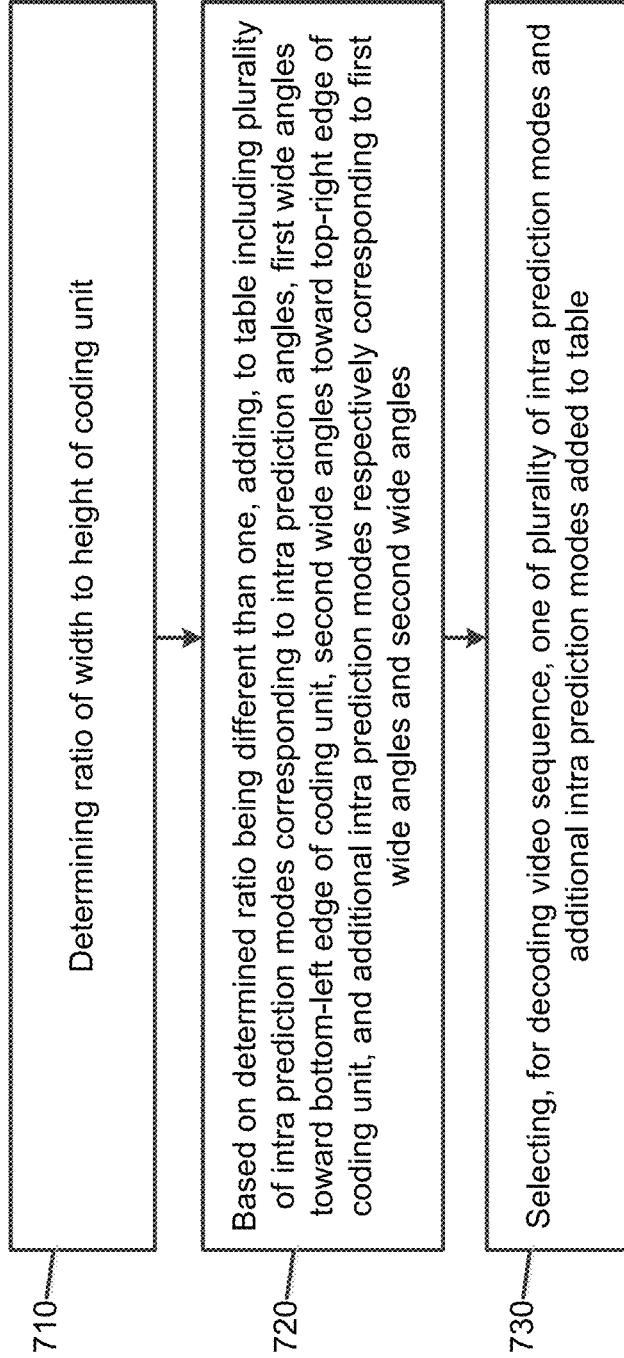 710
Determining ratio of width to height of coding unit
720
Based on determined ratio being different than one, adding, to table including plurality
of intra prediction modes corresponding to intra prediction angles, first wide angles
toward bottom-left edge of coding unit, second wide angles toward top-right edge of
coding unit, and additional intra prediction modes respectively corresponding to first
wide angles and second wide angles
730
Selecting, for decoding video sequence, one of plurality of intra prediction modes and
additional intra prediction modes added to table